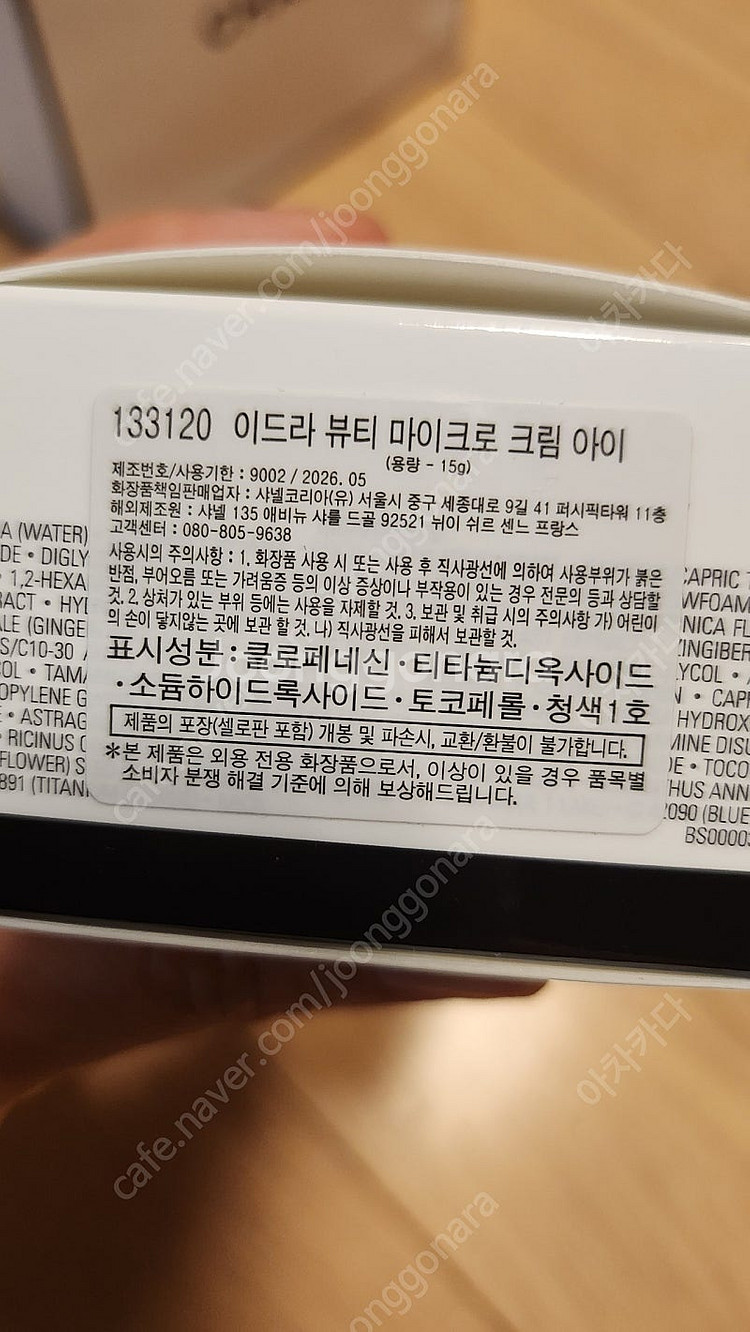 133120 이드라 뷰티 마이크로 크림 아이
(용량 - 15g)
제조번호/사용기한 : 9002 / 2026. 05
화장품책임판매업자 : 샤넬코리아(유) 서울시 중구 세종대로 9길 41 퍼시픽타워 11층
해외제조원 : 샤넬 135 애비뉴 샤를 드골 92521 뉘이 쉬르 센느 프랑스
고객센터 : 080-805-9638
사용시의 주의사항 : 1. 화장품 사용 시 또는 사용 후 직사광선에 의하여 사용부위가 붉은
반점, 부어오름 또는 가려움증 등의 이상 증상이나 부작용이 있는 경우 전문의 등과 상담할
것. 2. 상처가 있는 부위 등에는 사용을 자제할 것. 3. 보관 및 취급 시의 주의사항 가) 어린이
의 손이 닿지않는 곳에 보관 할 것. 나) 직사광선을 피해서 보관할 것.
표시성분 : 클로페네신 · 티타늄디옥사이드
· 소듐하이드록사이드 · 토코페롤 · 청색1호
제품의 포장(셀로판 포함) 개봉 및 파손시, 교환/환불이 불가합니다.
*본 제품은 외용 전용 화장품으로서, 이상이 있을 경우 품목별
소비자 분쟁 해결 기준에 의해 보상해드립니다.
A (WATER)
DE • DIGLY
• 1,2-HEXA
RACT • HYD
ALE (GINGE
S/C10-30
COL • TAMA
OPYLENE G
E • ASTRAG
• RICINUS C
FLOWER) S
891 (TITANI
CAPRIC
WFOAM
NICA FL
ZINGIBER
LYCOL •
N • CAPR
HYDROX
MINE DISU
DE • TOCO
THUS ANN
2090 (BLUE
BS0000
cafe.naver.com/joonggonara
아차카다
cafe.naver.com/joonggonara
아차카다
joonggonara